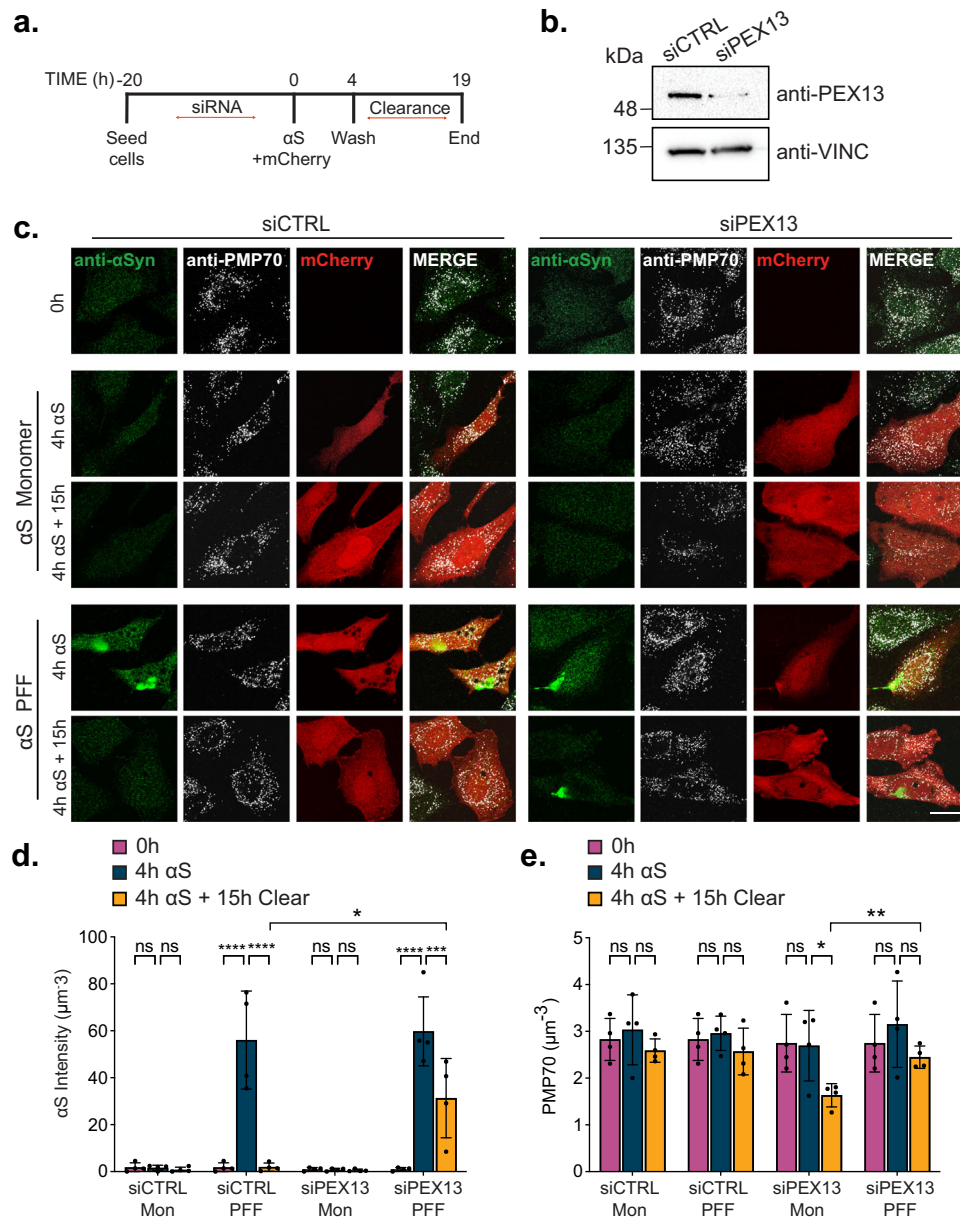 a.
TIME (h) -20 0 4 19
siRNA Clearance
Seed cells
αS +mCherry
Wash
End
b.
kDa siCTRL siPEX13
48 anti-PEX13
135 anti-VINC
c.
siCTRL siPEX13
anti-αSyn anti-PMP70 mCherry MERGE anti-αSyn anti-PMP70 mCherry MERGE
0h
αS Monomer
4h αS
4h αS + 15h
αS PFF
4h αS
4h αS + 15h
d.
0h
4h αS
4h αS + 15h Clear
*
ns ns **** **** ns ns **** ***
αS Intensity (µm-3)
100
80
60
40
20
0
siCTRL Mon
siCTRL PFF
siPEX13 Mon
siPEX13 PFF
e.
0h
4h αS
4h αS + 15h Clear
**
ns ns ns ns ns * ns ns
PMP70 (µm-3)
5
4
3
2
1
0
siCTRL Mon
siCTRL PFF
siPEX13 Mon
siPEX13 PFF